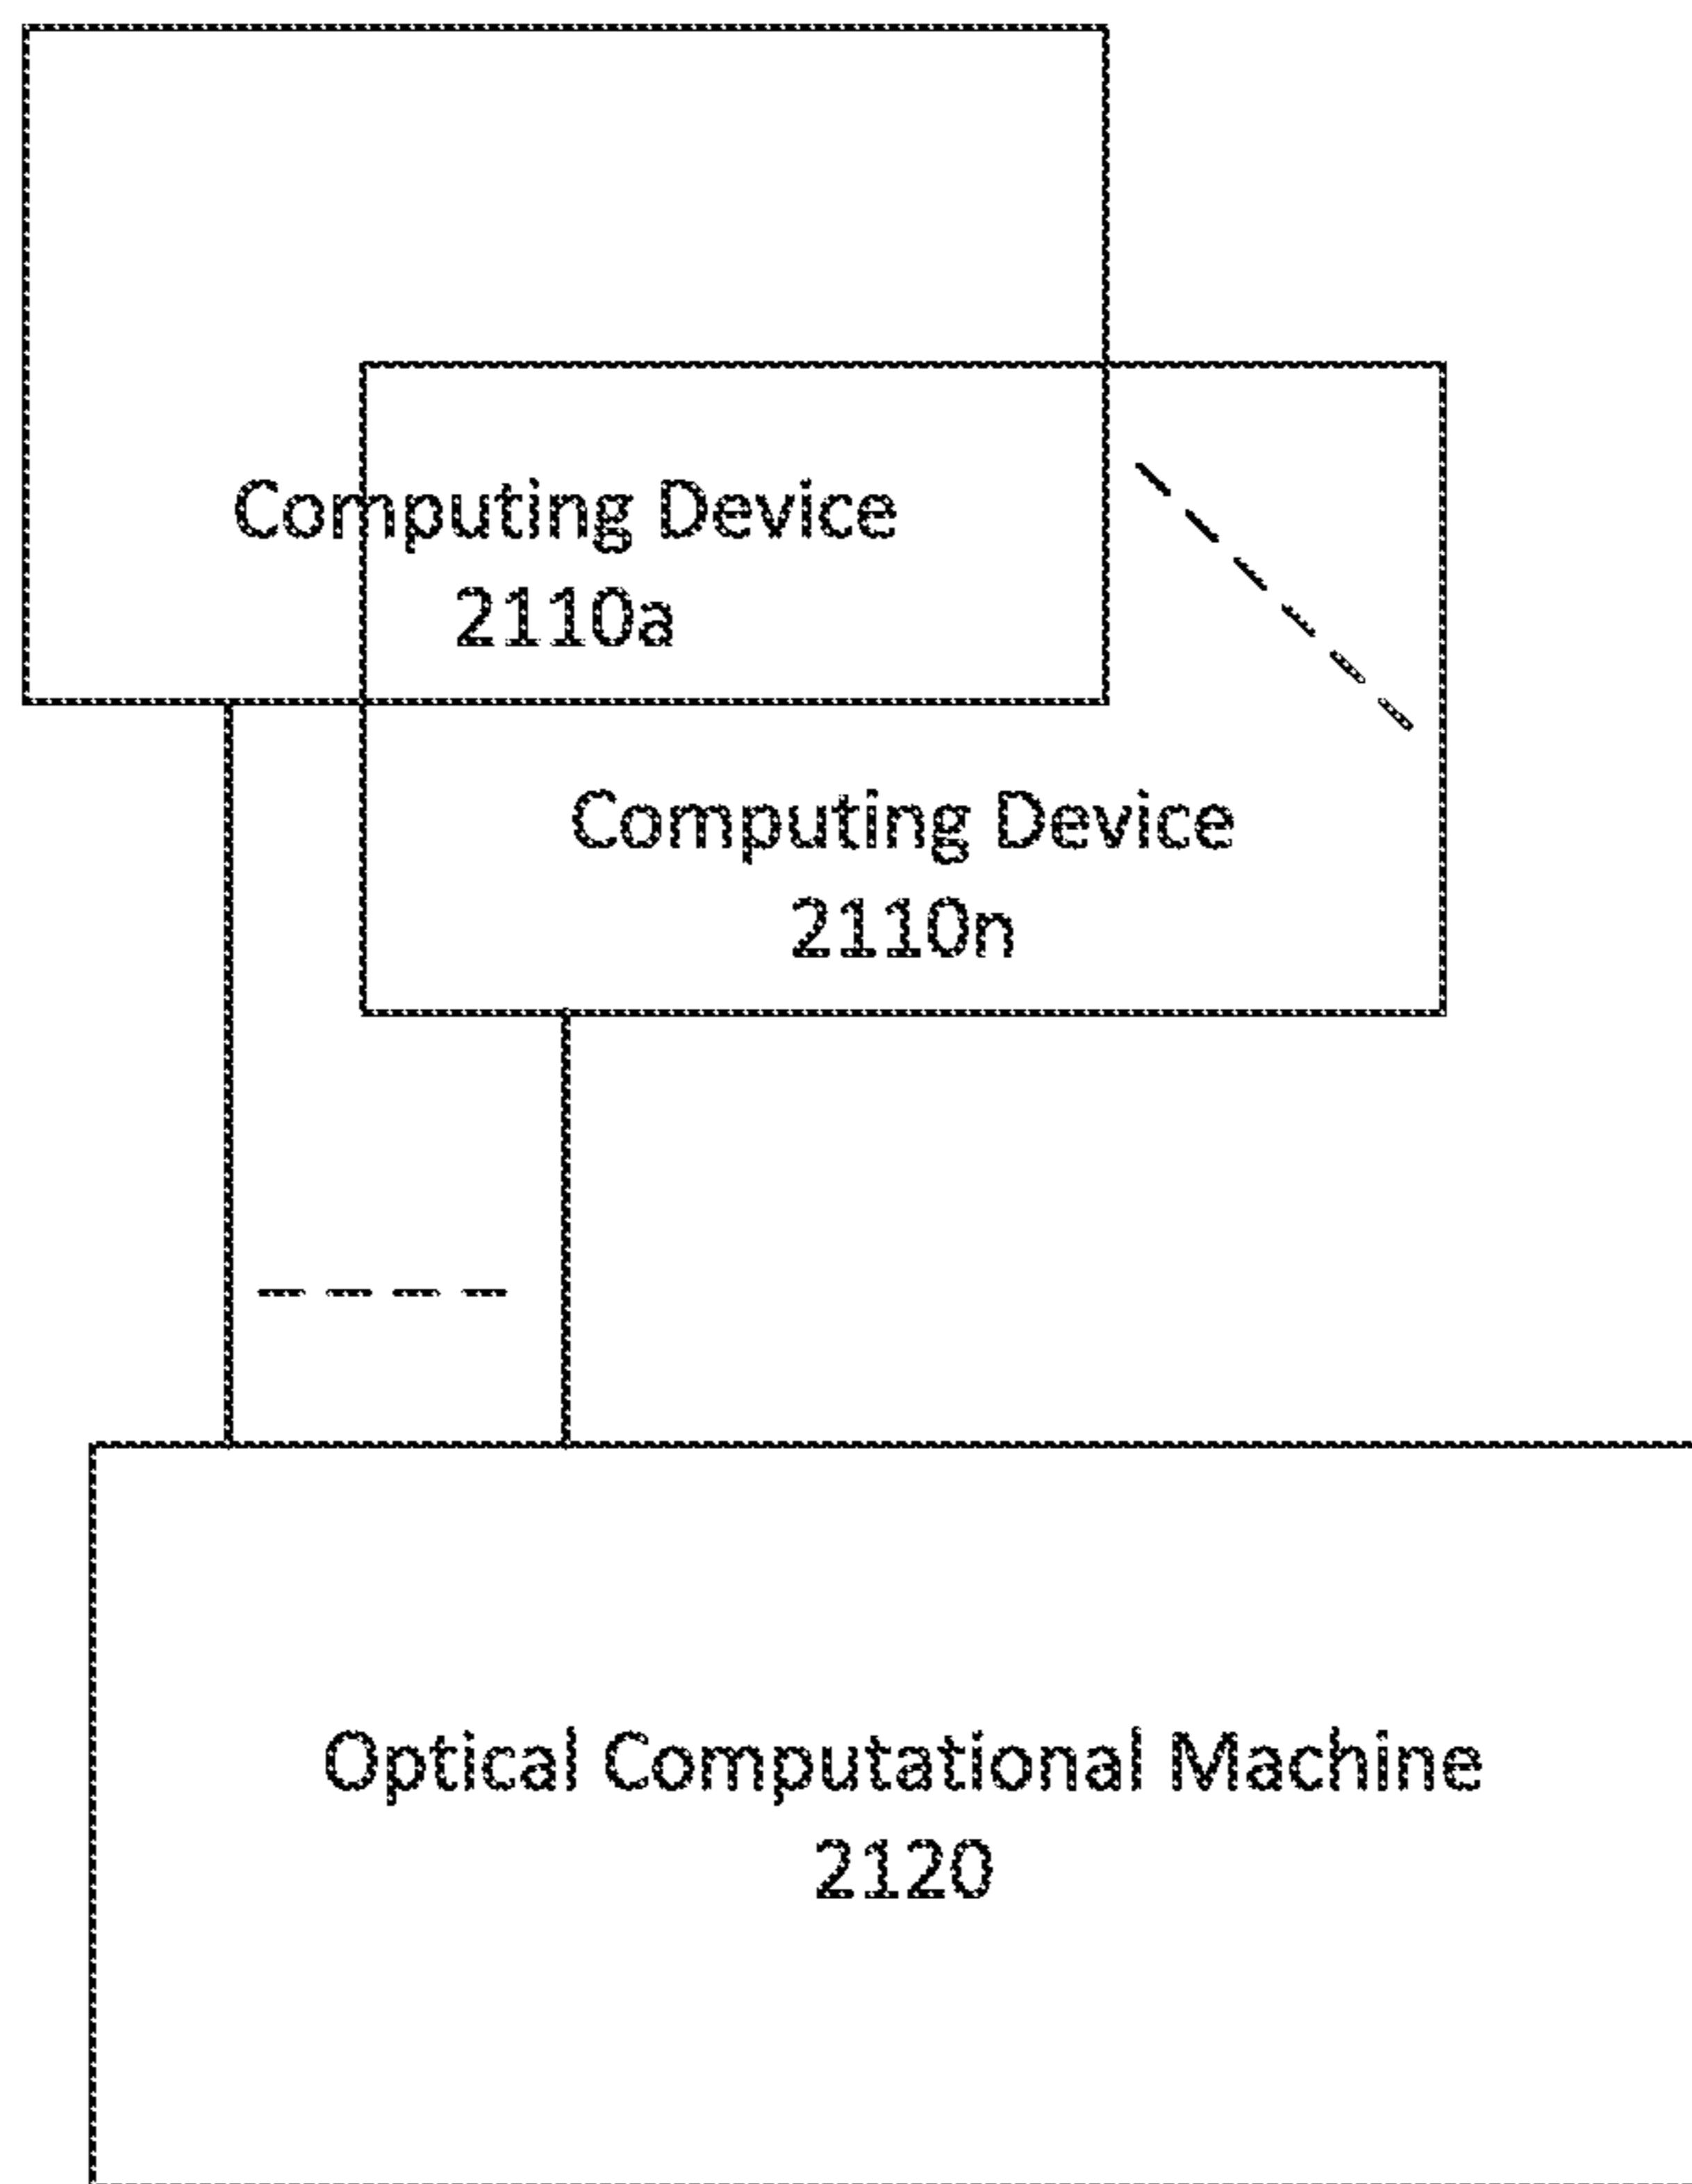 Computing Device
2110a
Computing Device
2110n
Optical Computational Machine
2120